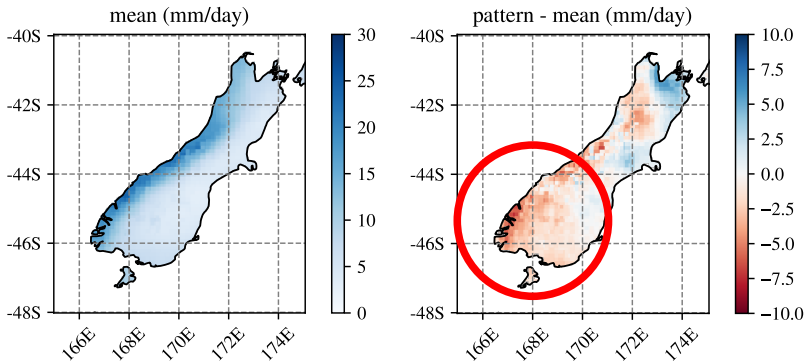 mean (mm/day)
-40S
-42S
-44S
-46S
-48S
166E
168E
170E
172E
174E
30
25
20
15
10
5
0
pattern - mean (mm/day)
-40S
-42S
-44S
-46S
-48S
166E
168E
170E
172E
174E
10.0
7.5
5.0
2.5
0.0
−2.5
−5.0
−7.5
−10.0